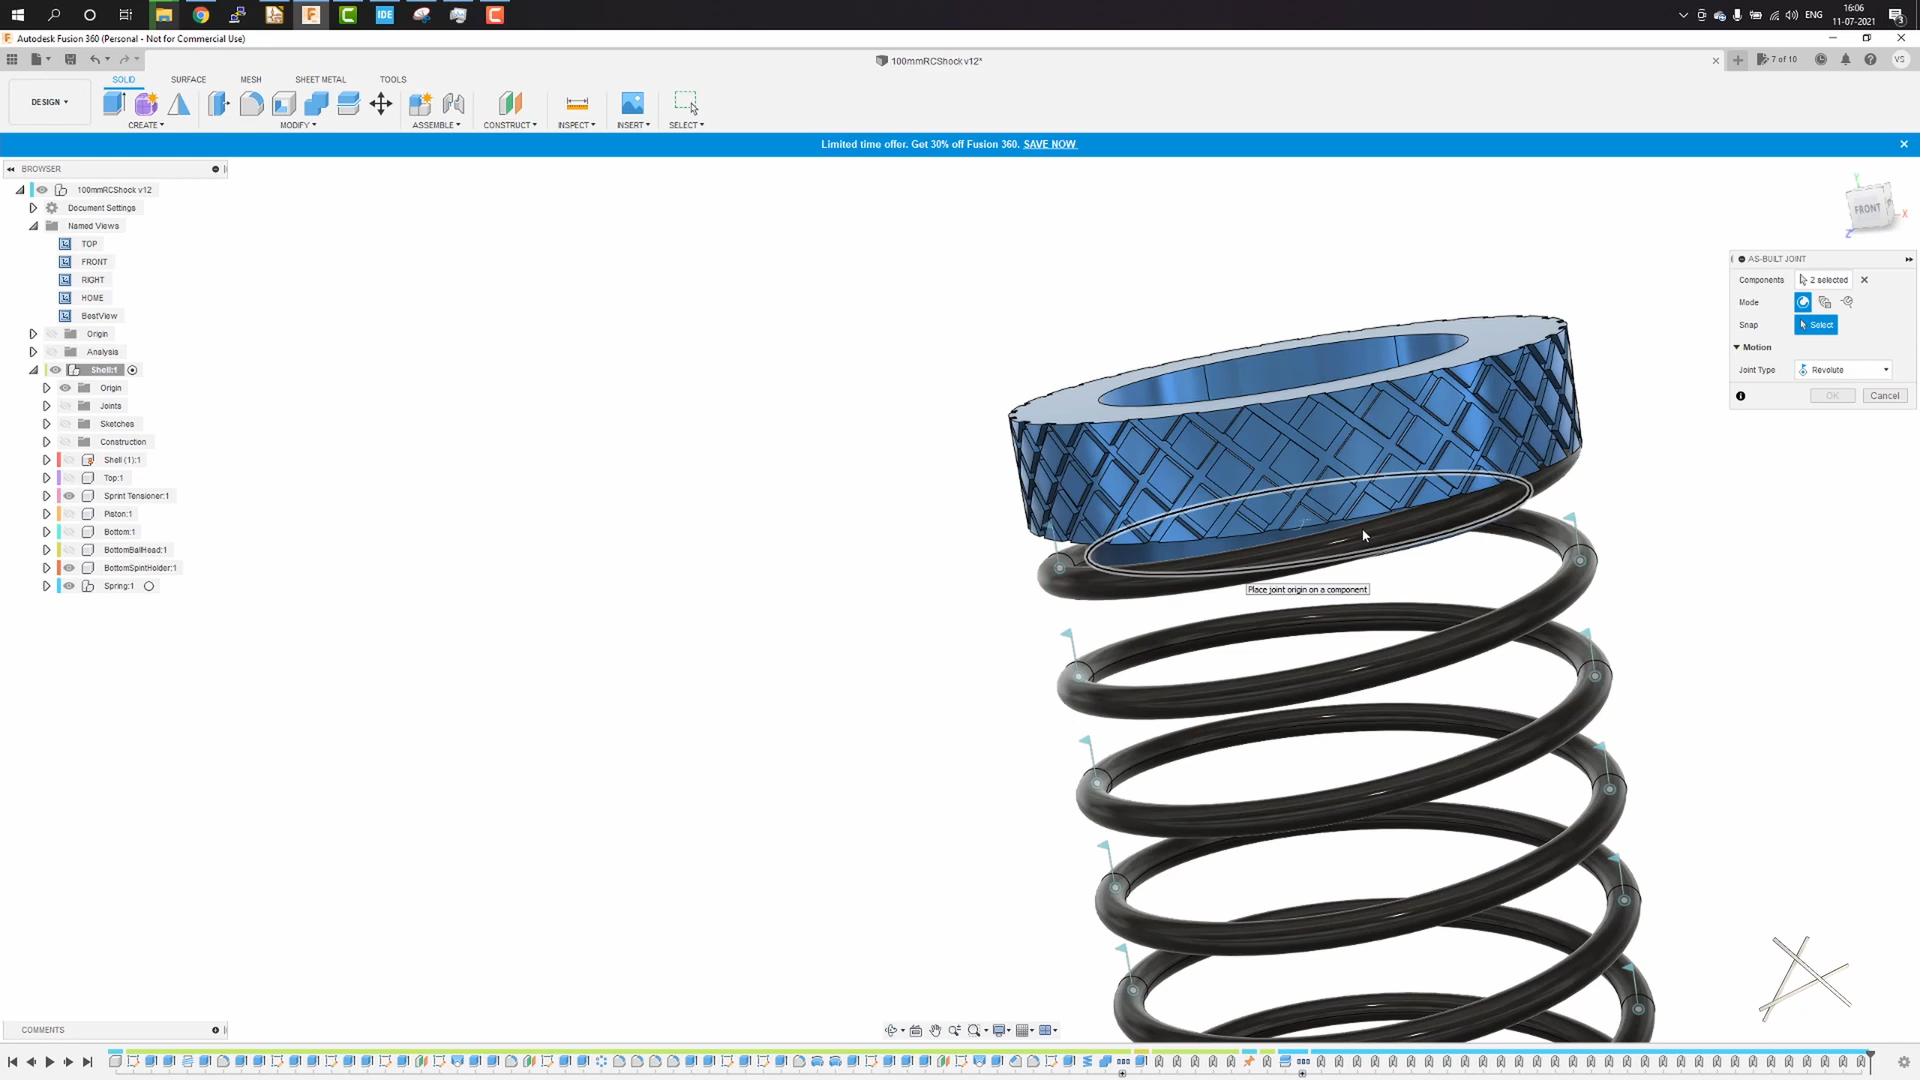 IDE
ENG
16:06
11-07-2021
3
Autodesk Fusion 360 (Personal - Not for Commercial Use)
100mmRCShock v12*
7 of 10
VS
DESIGN
SOLID
SURFACE
MESH
SHEET METAL
TOOLS
CREATE
MODIFY
ASSEMBLE
CONSTRUCT
INSPECT
INSERT
SELECT
Limited time offer. Get 30% off Fusion 360. SAVE NOW
BROWSER
100mmRCShock v12
Document Settings
Named Views
TOP
FRONT
RIGHT
HOME
BestView
Origin
Analysis
Shell:1
Origin
Joints
Sketches
Construction
Shell (1):1
Top:1
Sprint Tensioner:1
Piston:1
Bottom:1
BottomBallHead:1
BottomSpintHolder:1
Spring:1
Y
FRONT
X
Z
AS-BUILT JOINT
Components
2 selected
Mode
Snap
Select
Motion
Joint Type
Revolute
OK
Cancel
Place joint origin on a component
COMMENTS